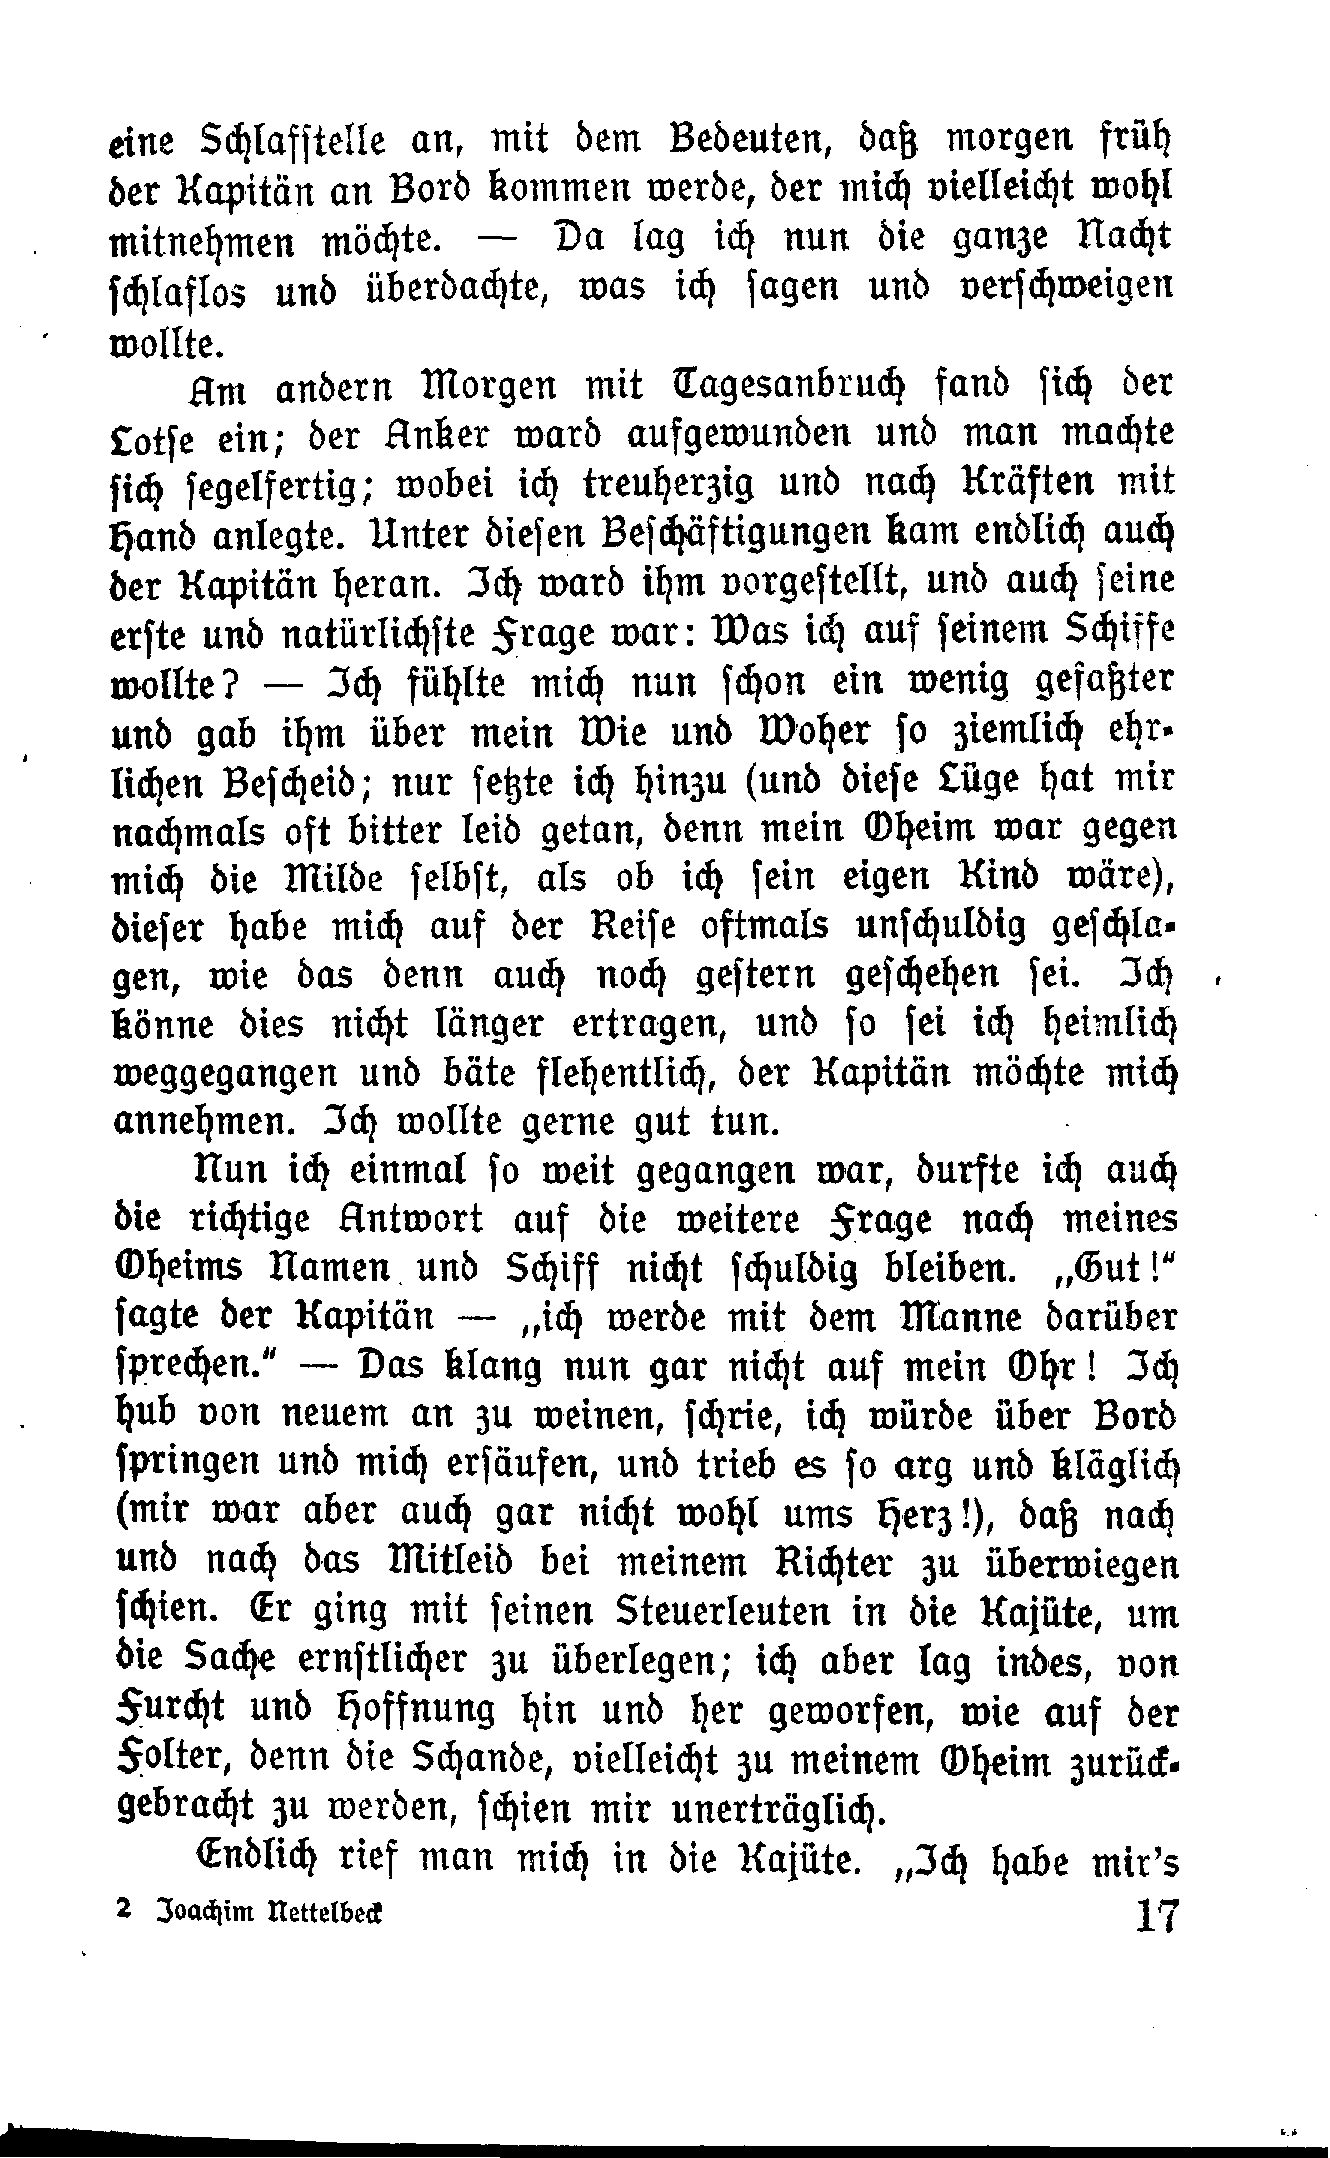 eine Schlafstelle an, mit dem Bedeuten, daß morgen früh
der Kapitän an Bord kommen werde, der mich vielleicht wohl
mitnehmen möchte. — Da lag ich nun die ganze Nacht
schlaflos und überdachte, was ich sagen und verschweigen
wollte.
Am andern Morgen mit Tagesanbruch fand sich der
Lotse ein; der Anker ward aufgewunden und man machte
sich segelfertig; wobei ich treuherzig und nach Kräften mit
Hand anlegte. Unter diesen Beschäftigungen kam endlich auch
der Kapitän heran. Ich ward ihm vorgestellt, und auch seine
erste und natürlichste Frage war: Was ich auf seinem Schiffe
wollte? — Ich fühlte mich nun schon ein wenig gefaßter
und gab ihm über mein Wie und Woher so ziemlich ehr-
lichen Bescheid; nur setzte ich hinzu (und diese Lüge hat mir
nachmals oft bitter leid getan, denn mein Oheim war gegen
mich die Milde selbst, als ob ich sein eigen Kind wäre),
dieser habe mich auf der Reise oftmals unschuldig geschla-
gen, wie das denn auch noch gestern geschehen sei. Ich
könne dies nicht länger ertragen, und so sei ich heimlich
weggegangen und bäte flehentlich, der Kapitän möchte mich
annehmen. Ich wollte gerne gut tun.
Nun ich einmal so weit gegangen war, durfte ich auch
die richtige Antwort auf die weitere Frage nach meines
Oheims Namen und Schiff nicht schuldig bleiben. „Gut!“
sagte der Kapitän — „ich werde mit dem Manne darüber
sprechen.“ — Das klang nun gar nicht auf mein Ohr! Ich
hub von neuem an zu weinen, schrie, ich würde über Bord
springen und mich ersäufen, und trieb es so arg und kläglich
(mir war aber auch gar nicht wohl ums Herz!), daß nach
und nach das Mitleid bei meinem Richter zu überwiegen
schien. Er ging mit seinen Steuerleuten in die Kajüte, um
die Sache ernstlicher zu überlegen; ich aber lag indes, von
Furcht und Hoffnung hin und her geworfen, wie auf der
Folter, denn die Schande, vielleicht zu meinem Oheim zurück-
gebracht zu werden, schien mir unerträglich.
Endlich rief man mich in die Kajüte. „Ich habe mir's
2 Joachim Nettelbeck 17